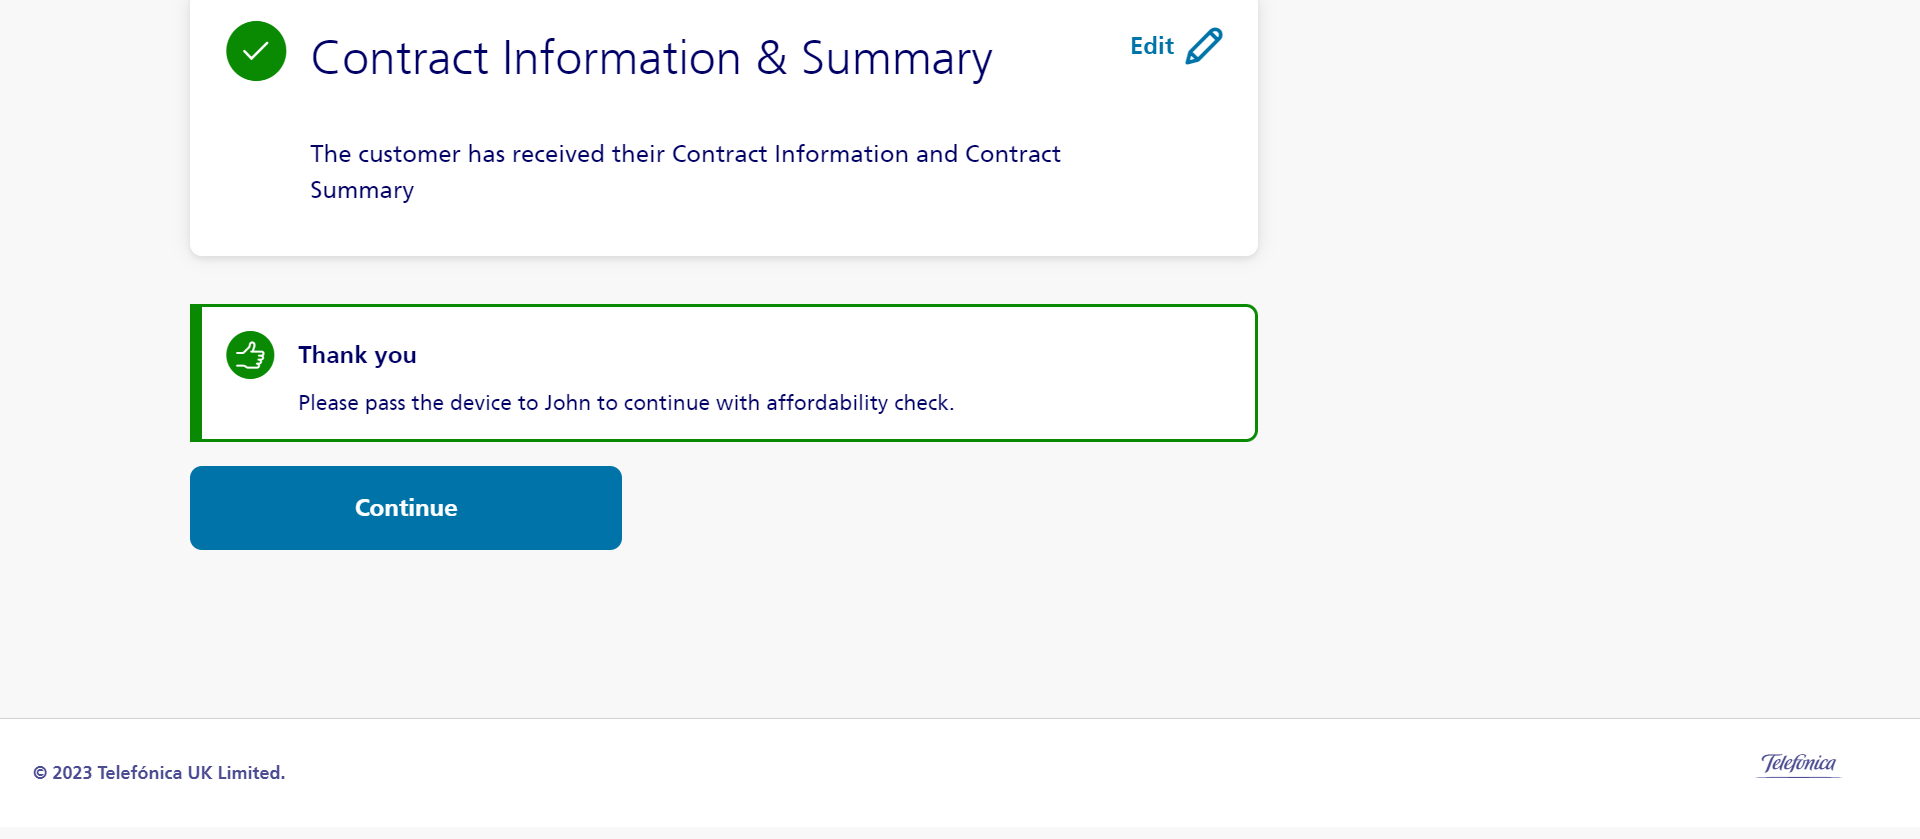 Contract Information & Summary
Edit
The customer has received their Contract Information and Contract
Summary
Thank you
Please pass the device to John to continue with affordability check.
Continue
© 2023 Telefónica UK Limited.
Telefónica